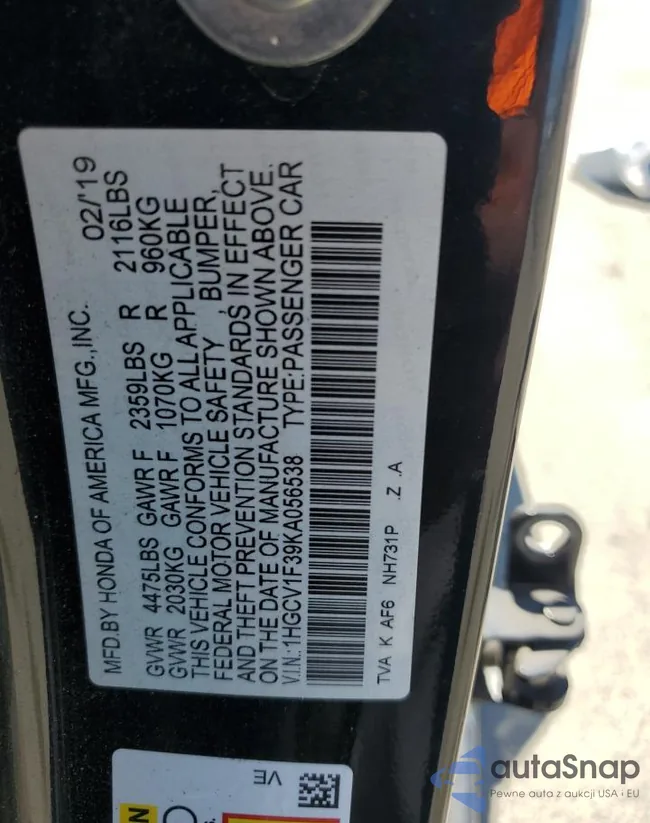 MFD.BY HONDA OF AMERICA MFG.,INC. 02/'19
GVWR 4475LBS GAWR F 2359LBS R 2116LBS
GVWR 2030KG GAWR F 1070KG R 960KG
THIS VEHICLE CONFORMS TO ALL APPLICABLE
FEDERAL MOTOR VEHICLE SAFETY , BUMPER,
AND THEFT PREVENTION STANDARDS IN EFFECT
ON THE DATE OF MANUFACTURE SHOWN ABOVE.
V.I.N.:1HGCV1F39KA056538 TYPE:PASSENGER CAR
TVA K AF6 NH731P .Z .A
VE
autaSnap
Pewne auta z aukcji USA i EU